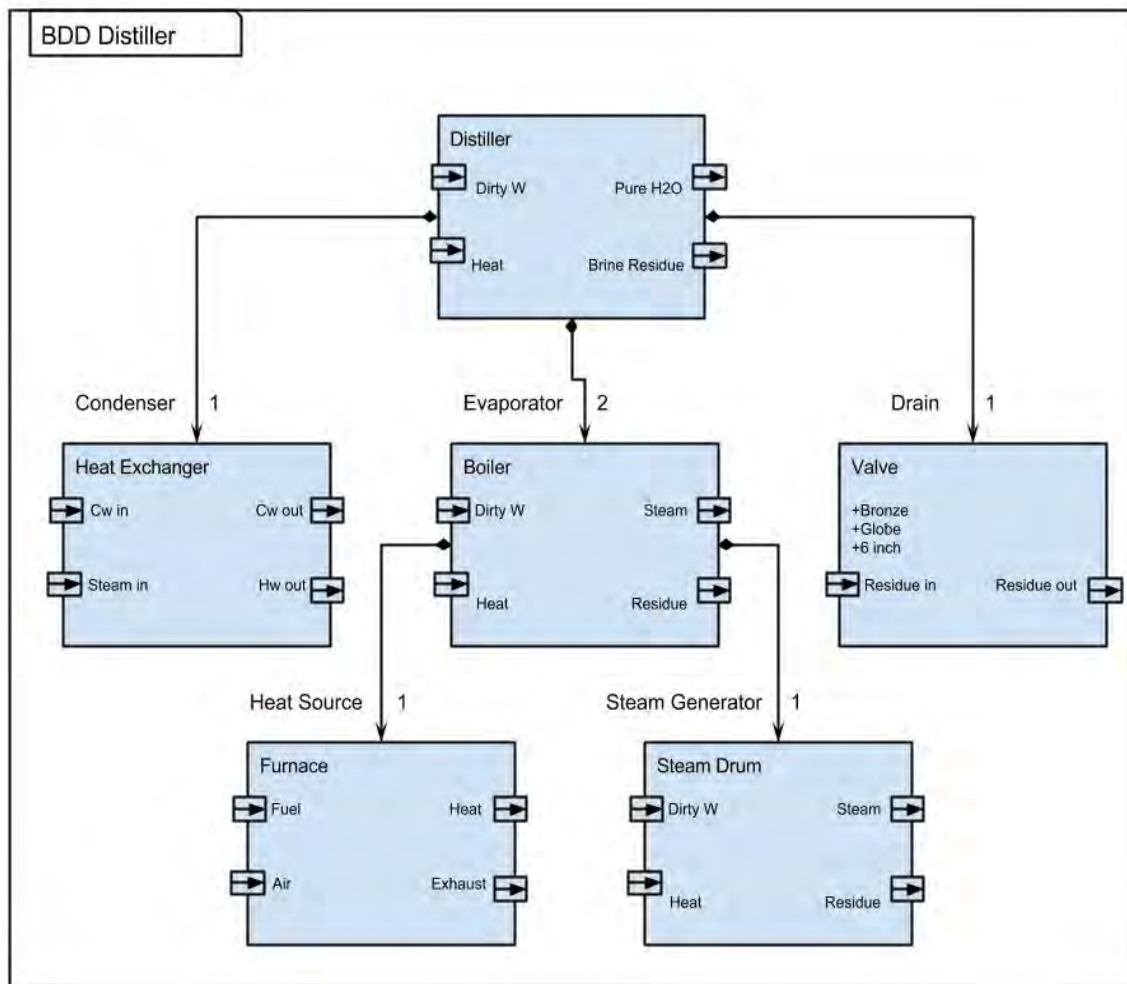 BDD Distiller
Distiller
Dirty W
Pure H2O
Heat
Brine Residue
Condenser 1
Evaporator 2
Drain 1
Heat Exchanger
Cw in
Cw out
Steam in
Hw out
Boiler
Dirty W
Steam
Heat
Residue
Valve
+Bronze
+Globe
+6 inch
Residue in
Residue out
Heat Source 1
Steam Generator 1
Furnace
Fuel
Heat
Air
Exhaust
Steam Drum
Dirty W
Steam
Heat
Residue